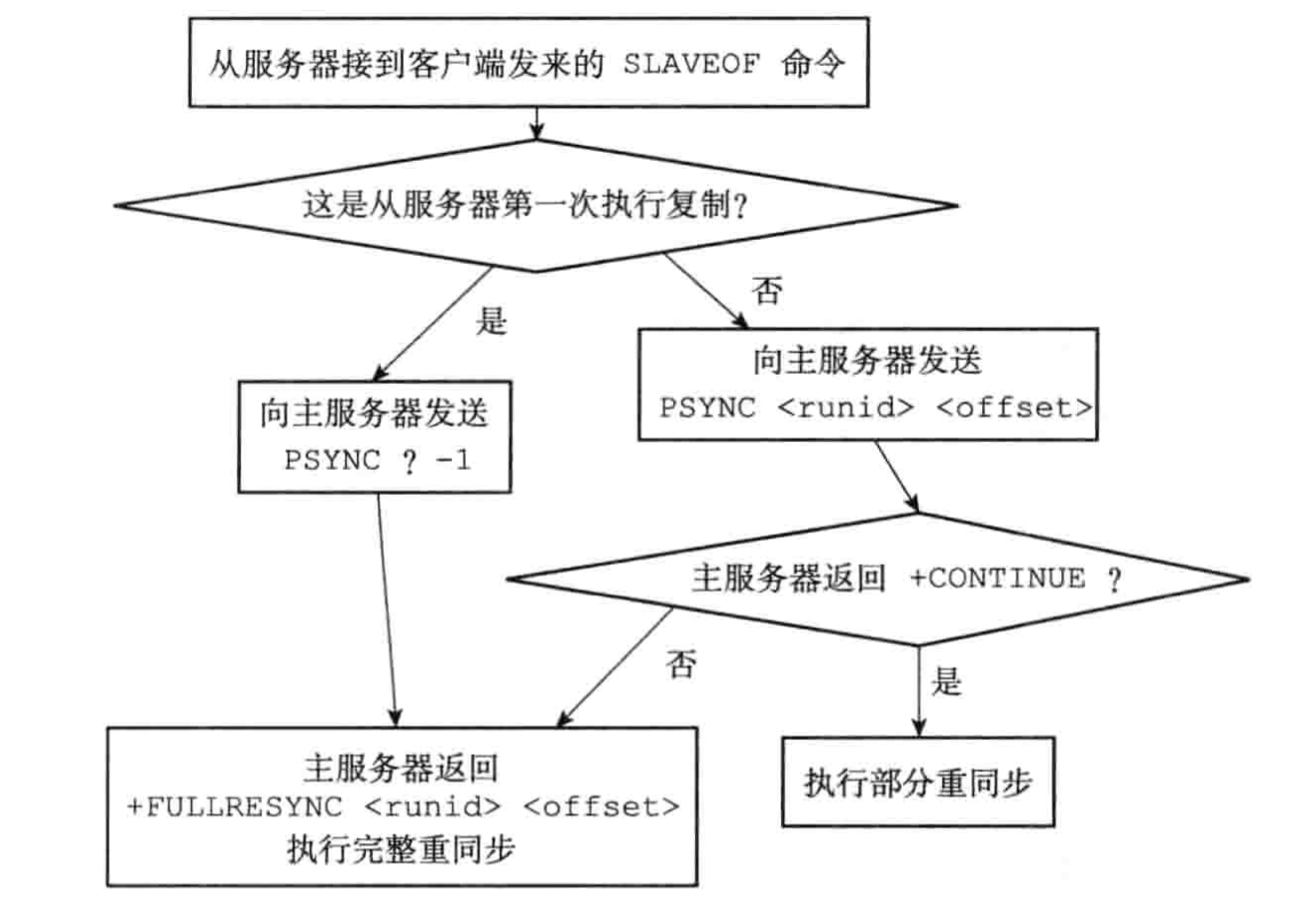 从服务器接到客户端发来的 SLAVEOF 命令
这是从服务器第一次执行复制?
是
否
向主服务器发送
PSYNC ? -1
向主服务器发送
PSYNC <runid> <offset>
主服务器返回 +CONTINUE ?
否
是
主服务器返回
+FULLRESYNC <runid> <offset>
执行完整重同步
执行部分重同步